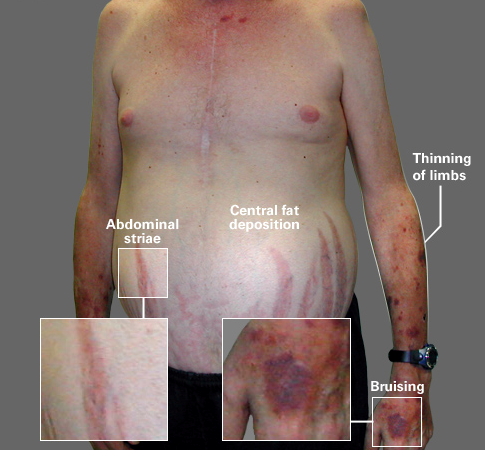 Thinning
of limbs
Abdominal
striae
Central fat
deposition
Bruising